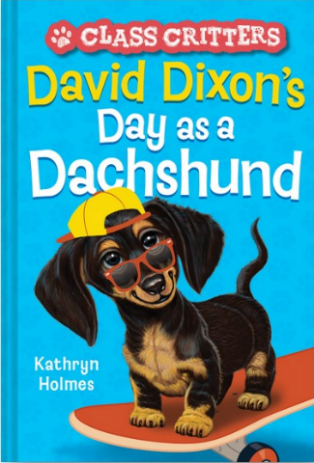 CLASS CRITTERS
David Dixon's
Day as a
Dachshund
Kathryn
Holmes